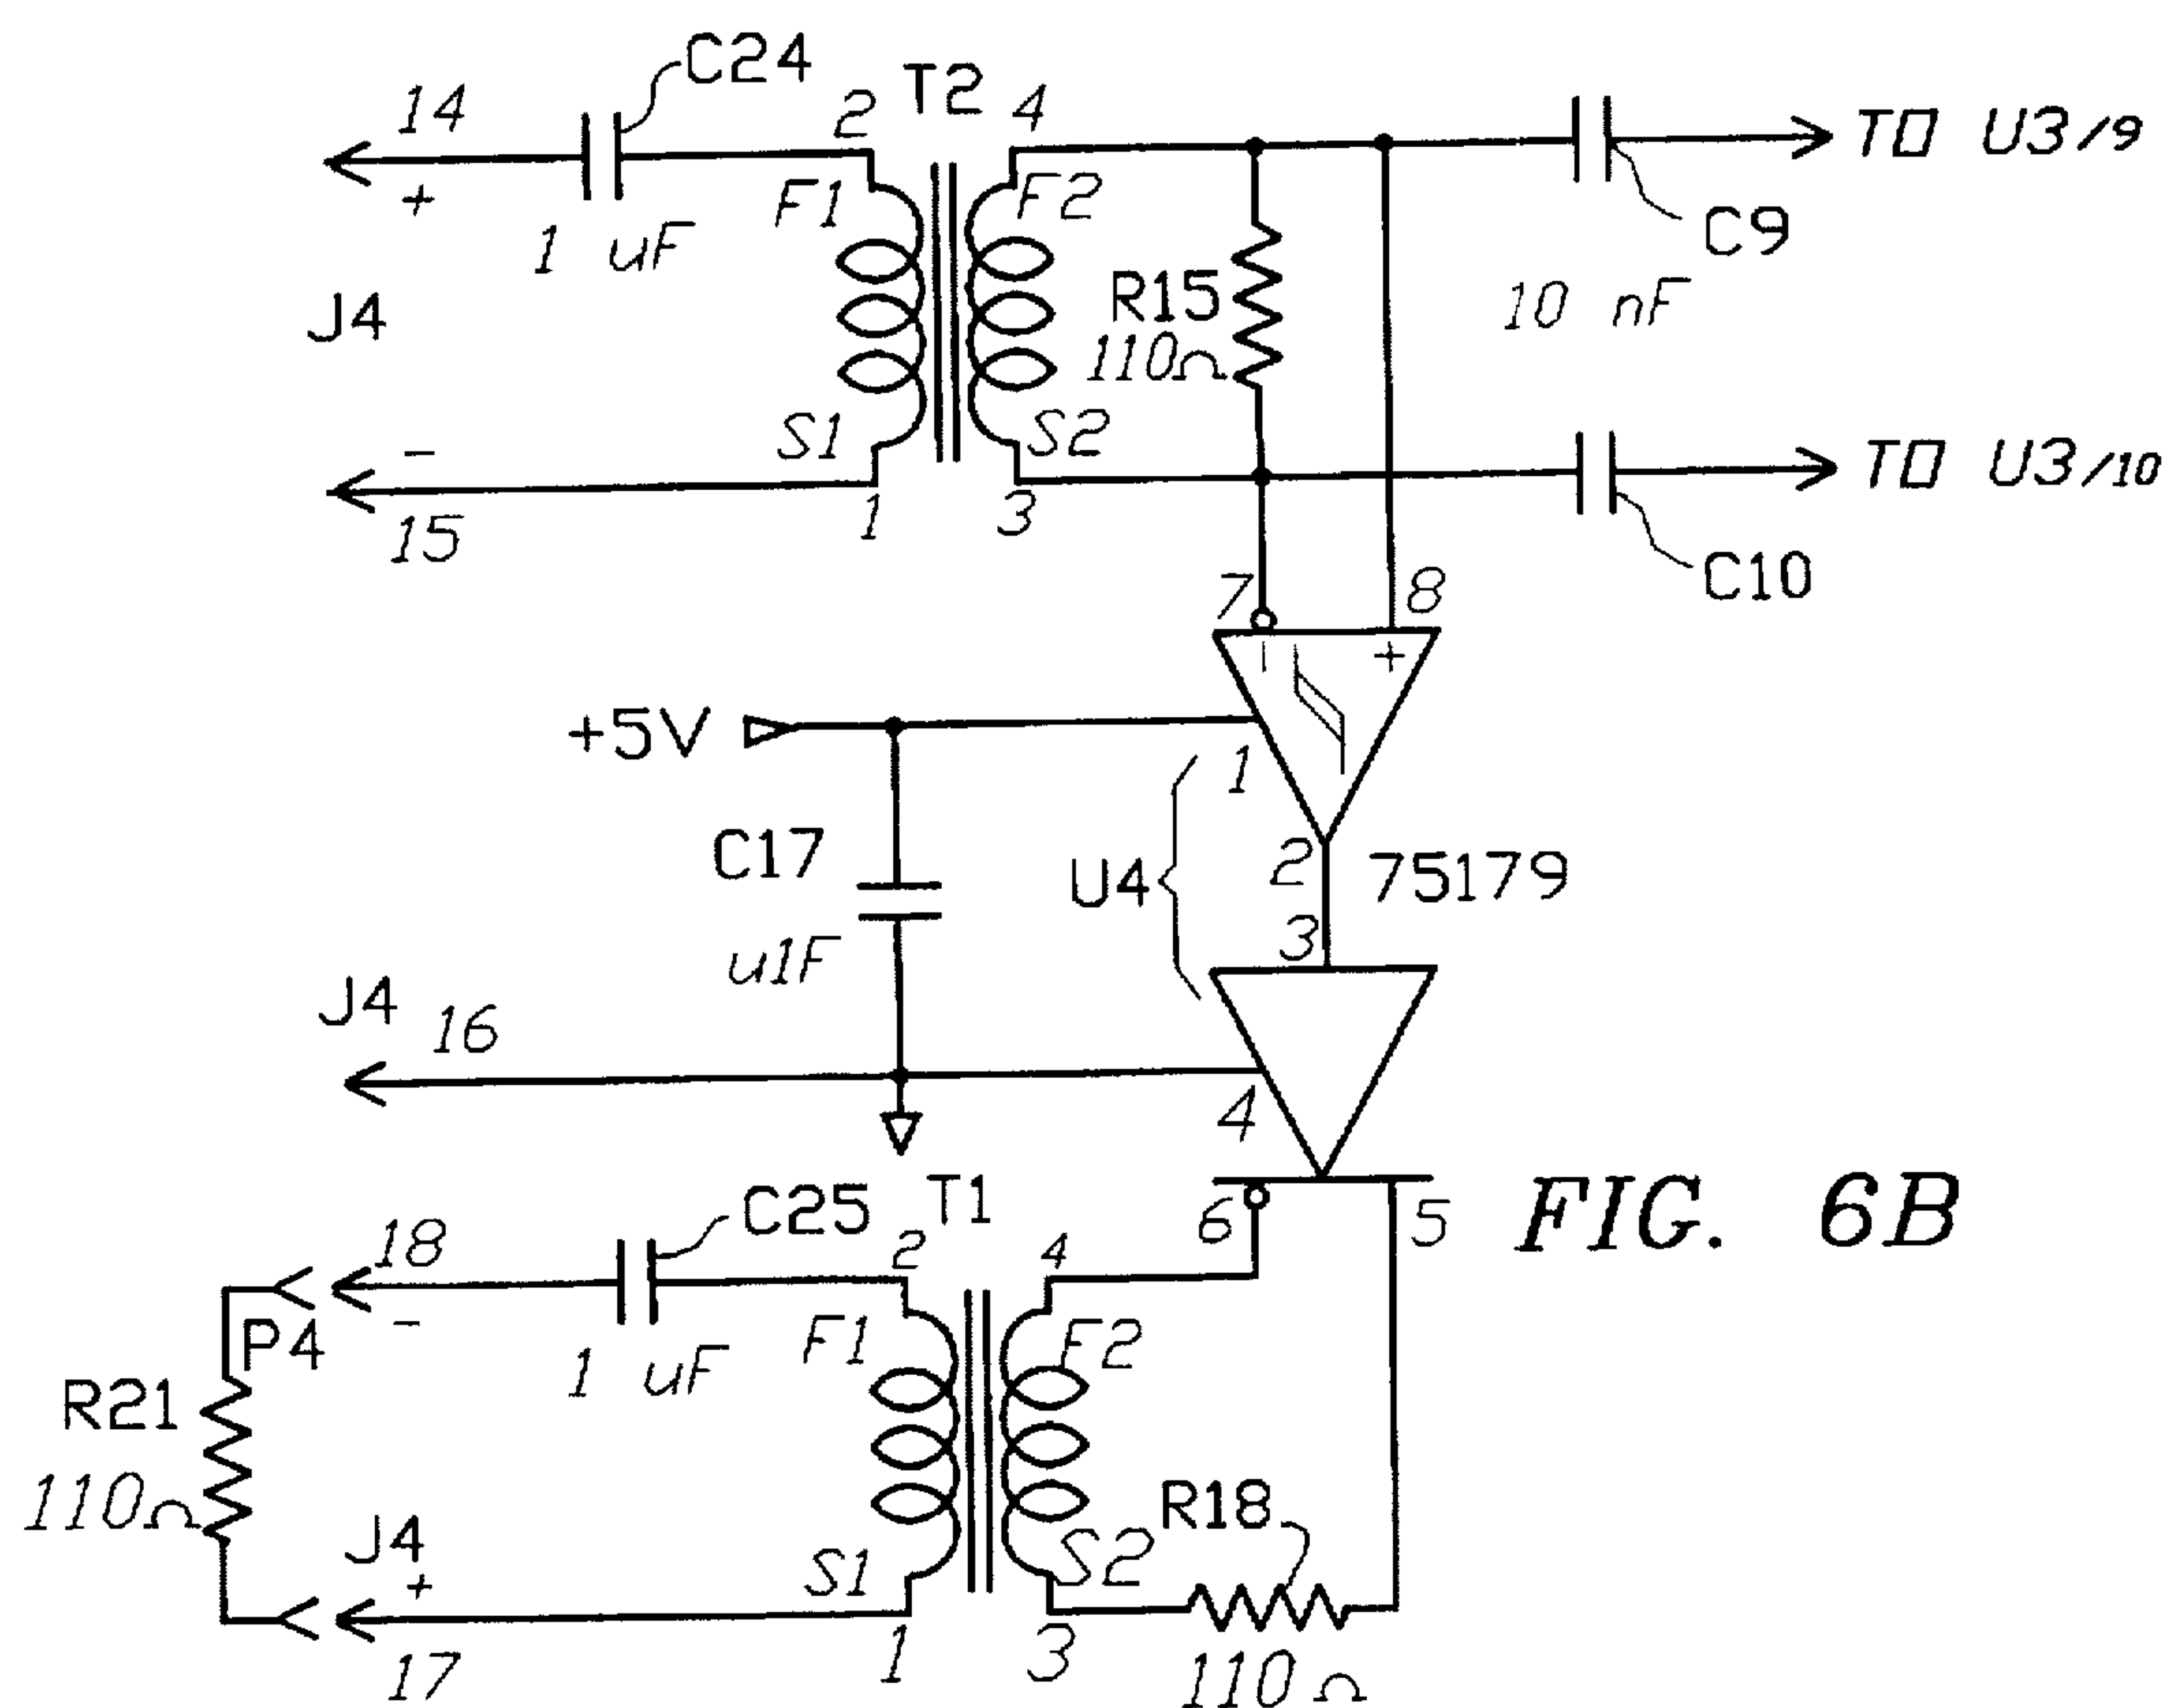 C24
14
2
T2
4
TO U3/9
+
F1
F2
C9
1 uF
R15
10 nF
J4
110Ω
S1
S2
-
TO U3/10
15
1
3
C10
7
8
-
+
+5V
1
C17
U4
2
75179
3
u1F
J4
16
4
C25
T1
18
2
4
6
5
FIG. 6B
-
P4
F1
F2
1 uF
R21
110Ω
R18
J4
+
S1
S2
17
1
3
110Ω